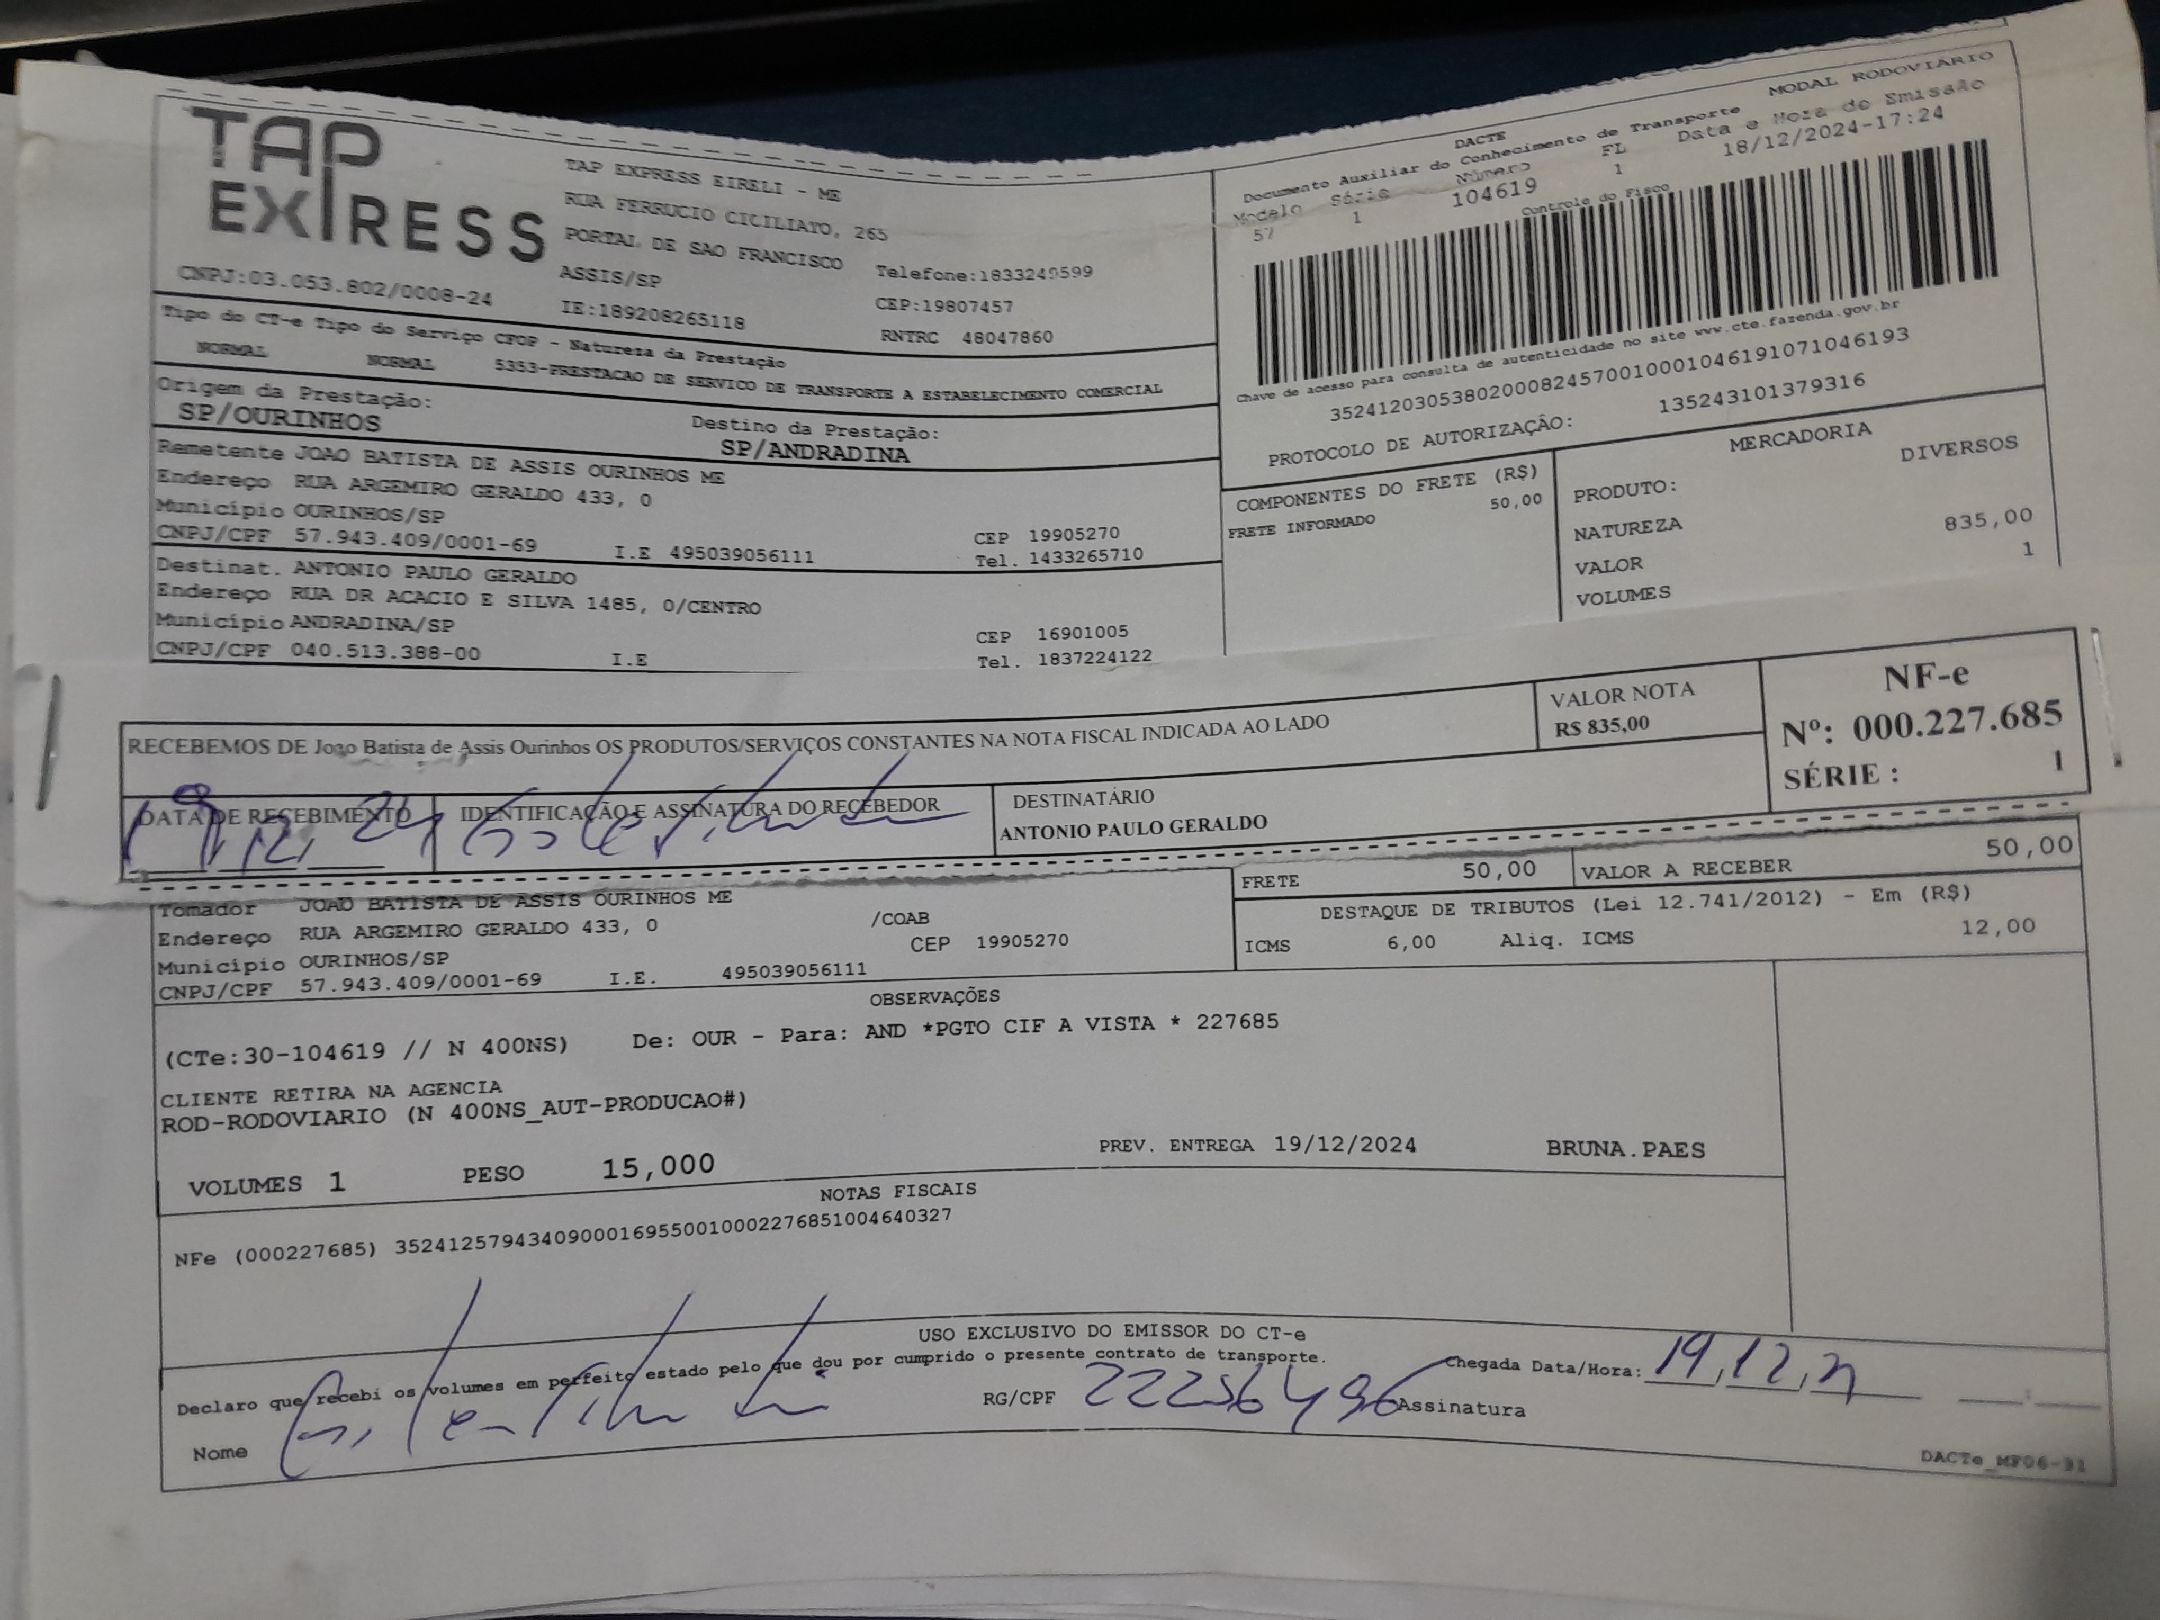 TAP
EXPRESS
TAP EXPRESS EIRELI - ME
RUA FERRUCIO CICILIATO, 265
PORTAL DE SAO FRANCISCO
ASSIS/SP
Telefone:1833249599
CNPJ:03.053.802/0008-24
IE:189208265118
CEP:19807457
RNTRC 48047860
DACTE
MODAL RODOVIARIO
Documento Auxiliar do Conhecimento de Transporte
Modelo Série Número FL Data e Hora de Emissão
57 1 104619 1 18/12/2024-17:24
Controle do Fisco
Chave de acesso para consulta de autenticidade no site www.cte.fazenda.gov.br
35241203053802000824570010001046191071046193
PROTOCOLO DE AUTORIZAÇÃO: 135243101379316
Tipo do CT-e Tipo do Serviço CFOP - Natureza da Prestação
NORMAL NORMAL 5353-PRESTACAO DE SERVICO DE TRANSPORTE A ESTABELECIMENTO COMERCIAL
Origem da Prestação:
SP/OURINHOS
Destino da Prestação:
SP/ANDRADINA
Remetente JOAO BATISTA DE ASSIS OURINHOS ME
Endereço RUA ARGEMIRO GERALDO 433, 0
Município OURINHOS/SP
CEP 19905270
CNPJ/CPF 57.943.409/0001-69 I.E 495039056111 Tel. 1433265710
Destinat. ANTONIO PAULO GERALDO
Endereço RUA DR ACACIO E SILVA 1485, 0/CENTRO
Município ANDRADINA/SP
CEP 16901005
CNPJ/CPF 040.513.388-00 I.E Tel. 1837224122
COMPONENTES DO FRETE (R$)
FRETE INFORMADO 50,00
MERCADORIA
PRODUTO: DIVERSOS
NATUREZA
VALOR 835,00
VOLUMES 1
RECEBEMOS DE Joao Batista de Assis Ourinhos OS PRODUTOS/SERVIÇOS CONSTANTES NA NOTA FISCAL INDICADA AO LADO
VALOR NOTA
R$ 835,00
NF-e
Nº: 000.227.685
SÉRIE : 1
DATA DE RECEBIMENTO
19 12 24
IDENTIFICAÇÃO E ASSINATURA DO RECEBEDOR
DESTINATÁRIO
ANTONIO PAULO GERALDO
FRETE 50,00 VALOR A RECEBER 50,00
Tomador JOAO BATISTA DE ASSIS OURINHOS ME
Endereço RUA ARGEMIRO GERALDO 433, 0 /COAB
Município OURINHOS/SP CEP 19905270
CNPJ/CPF 57.943.409/0001-69 I.E. 495039056111
DESTAQUE DE TRIBUTOS (Lei 12.741/2012) - Em (R$)
ICMS 6,00 Aliq. ICMS 12,00
OBSERVAÇÕES
(CTe:30-104619 // N 400NS) De: OUR - Para: AND *PGTO CIF A VISTA * 227685
CLIENTE RETIRA NA AGENCIA
ROD-RODOVIARIO (N 400NS_AUT-PRODUCAO#)
VOLUMES 1 PESO 15,000 PREV. ENTREGA 19/12/2024 BRUNA.PAES
NOTAS FISCAIS
NFe (000227685) 35241257943409000169550010002276851004640327
USO EXCLUSIVO DO EMISSOR DO CT-e
Declaro que recebi os volumes em perfeito estado pelo que dou por cumprido o presente contrato de transporte.
Chegada Data/Hora: 19,12,
Nome
RG/CPF 22256496 Assinatura